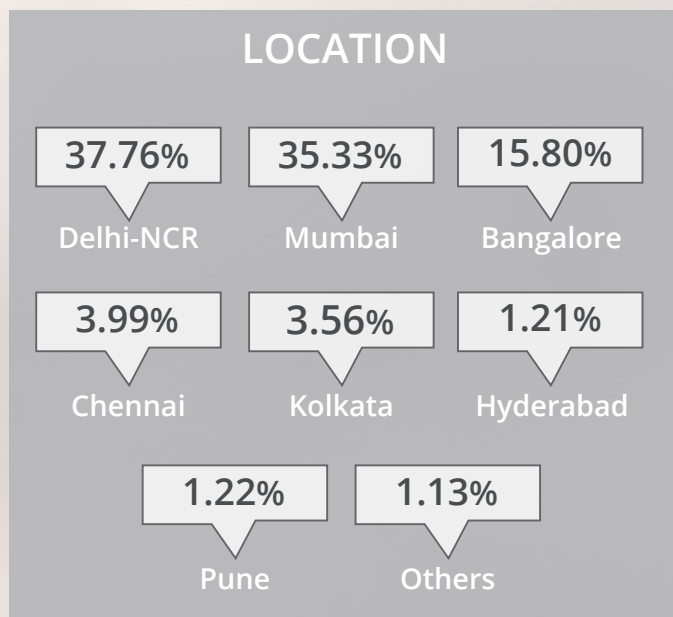 LOCATION
37.76% 35.33% 15.80%
Delhi-NCR Mumbai Bangalore
3.99% 3.56% 1.21%
Chennai Kolkata Hyderabad
1.22% 1.13%
Pune Others